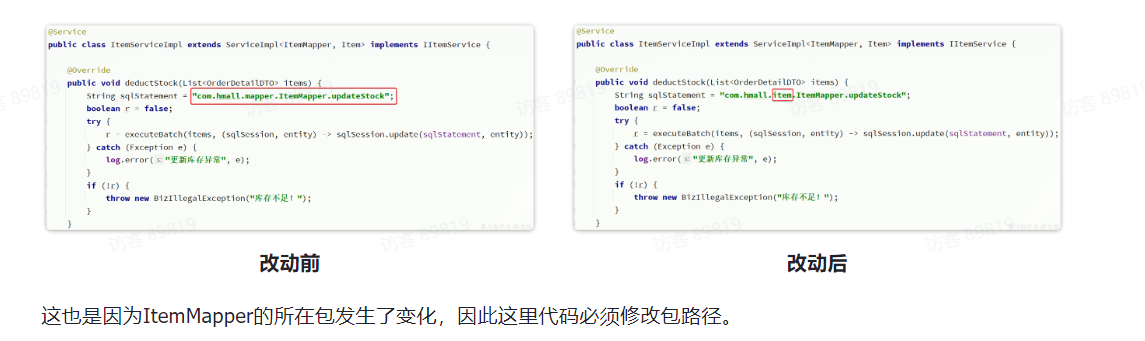 @Service
public class ItemServiceImpl extends ServiceImpl<ItemMapper, Item> implements IItemService {
@Override
public void deductStock(List<OrderDetailDTO> items) {
String sqlStatement = "com.hmall.mapper.ItemMapper.updateStock";
boolean r = false;
try {
r = executeBatch(items, (sqlSession, entity) -> sqlSession.update(sqlStatement, entity));
} catch (Exception e) {
log.error("更新库存异常", e);
}
if (!r) {
throw new BizIllegalException("库存不足！");
}
}
改动前
@Service
public class ItemServiceImpl extends ServiceImpl<ItemMapper, Item> implements IItemService {
@Override
public void deductStock(List<OrderDetailDTO> items) {
String sqlStatement = "com.hmall.item.ItemMapper.updateStock";
boolean r = false;
try {
r = executeBatch(items, (sqlSession, entity) -> sqlSession.update(sqlStatement, entity));
} catch (Exception e) {
log.error("更新库存异常", e);
}
if (!r) {
throw new BizIllegalException("库存不足！");
}
}
改动后
这也是因为ItemMapper的所在包发生了变化，因此这里代码必须修改包路径。
访客 89819